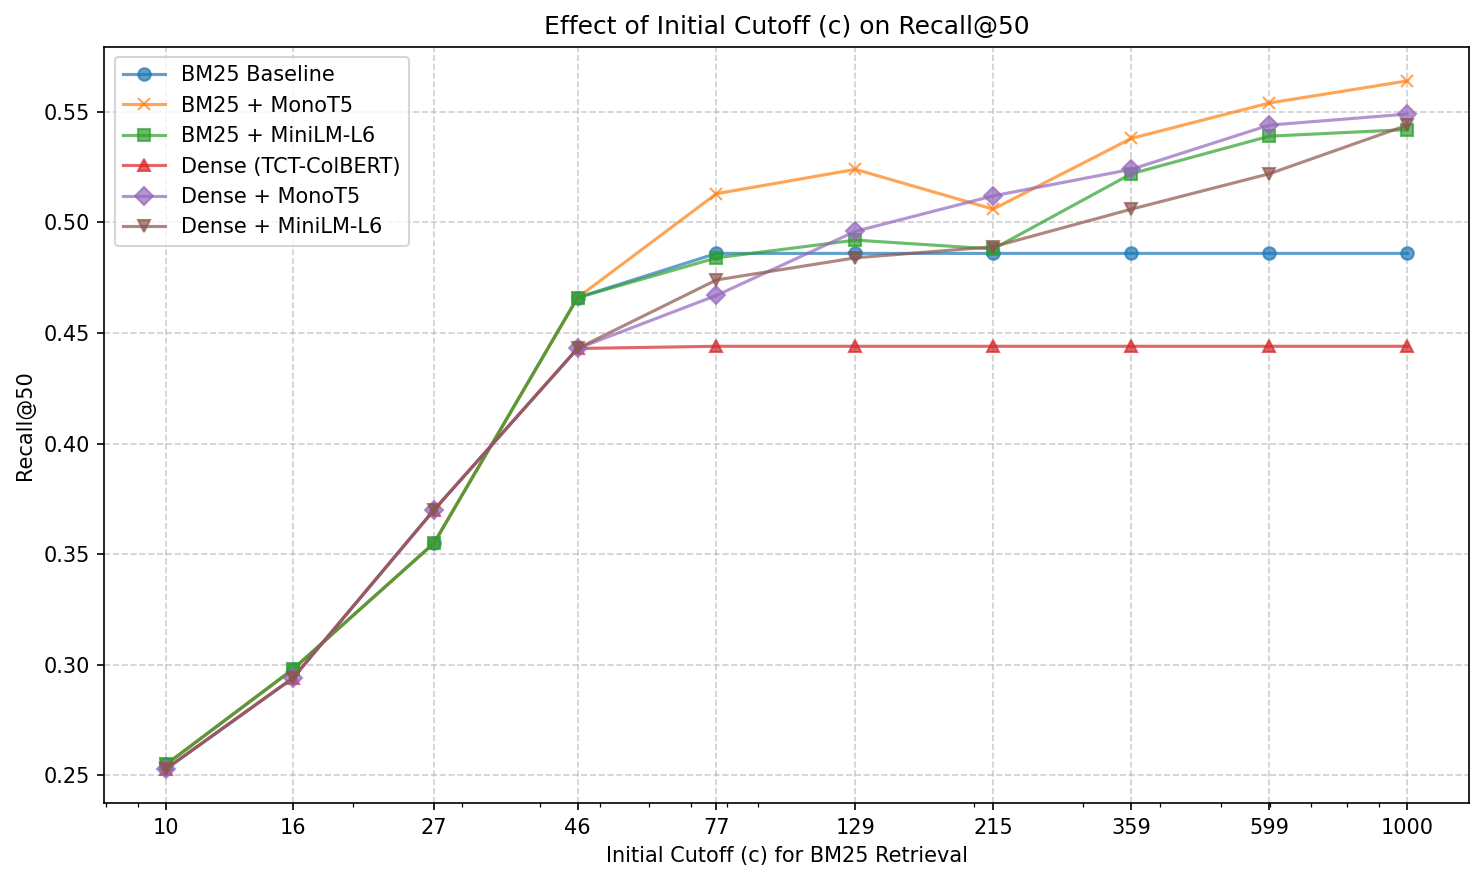 Effect of Initial Cutoff (c) on Recall@50
BM25 Baseline
BM25 + MonoT5
BM25 + MiniLM-L6
Dense (TCT-ColBERT)
Dense + MonoT5
Dense + MiniLM-L6
Recall@50
0.55
0.50
0.45
0.40
0.35
0.30
0.25
10 16 27 46 77 129 215 359 599 1000
Initial Cutoff (c) for BM25 Retrieval